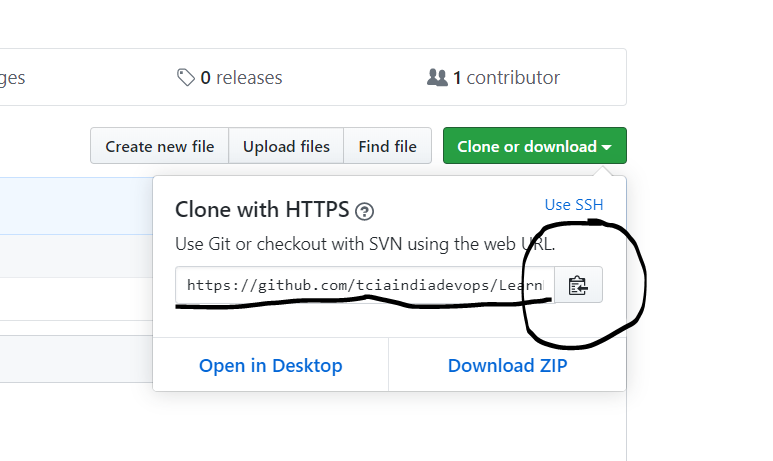 ges
0 releases
1 contributor
Create new file
Upload files
Find file
Clone or download
Clone with HTTPS
Use SSH
Use Git or checkout with SVN using the web URL.
https://github.com/tciaindiadevops/Learn
Open in Desktop
Download ZIP